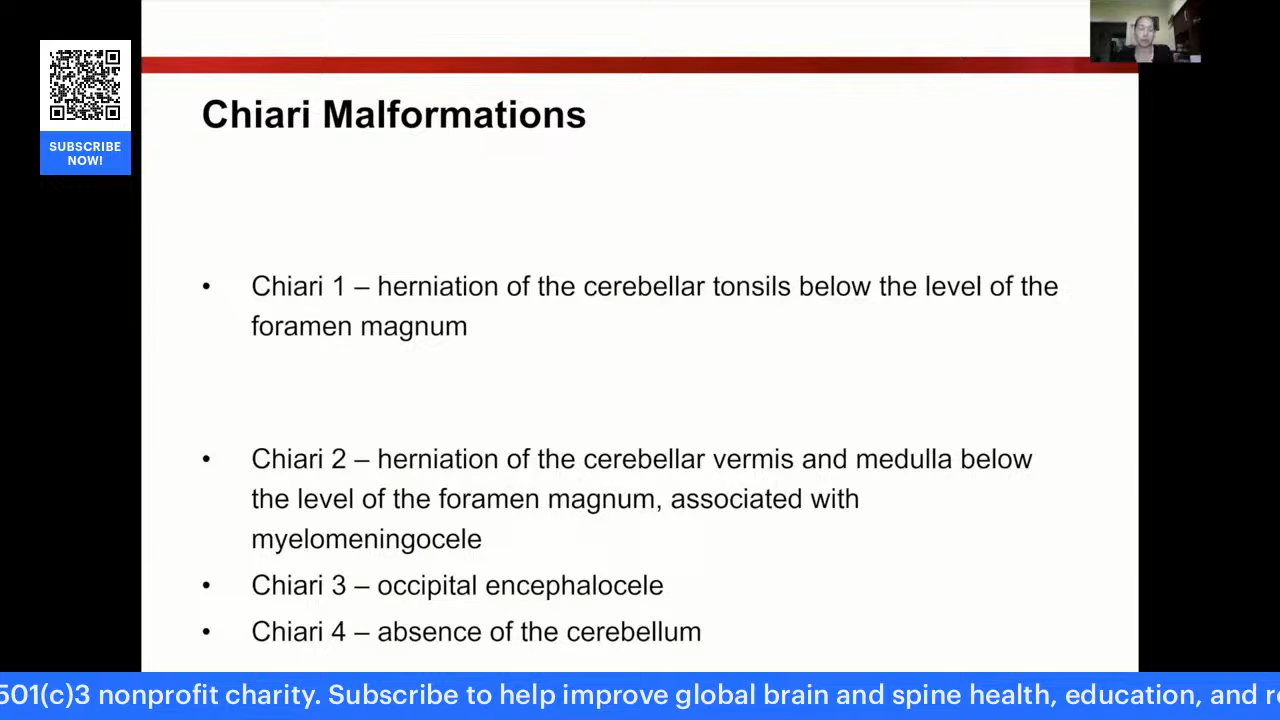 SUBSCRIBE
NOW!
Chiari Malformations
• Chiari 1 – herniation of the cerebellar tonsils below the level of the
foramen magnum
• Chiari 2 – herniation of the cerebellar vermis and medulla below
the level of the foramen magnum, associated with
myelomeningocele
• Chiari 3 – occipital encephalocele
• Chiari 4 – absence of the cerebellum
501(c)3 nonprofit charity. Subscribe to help improve global brain and spine health, education, and